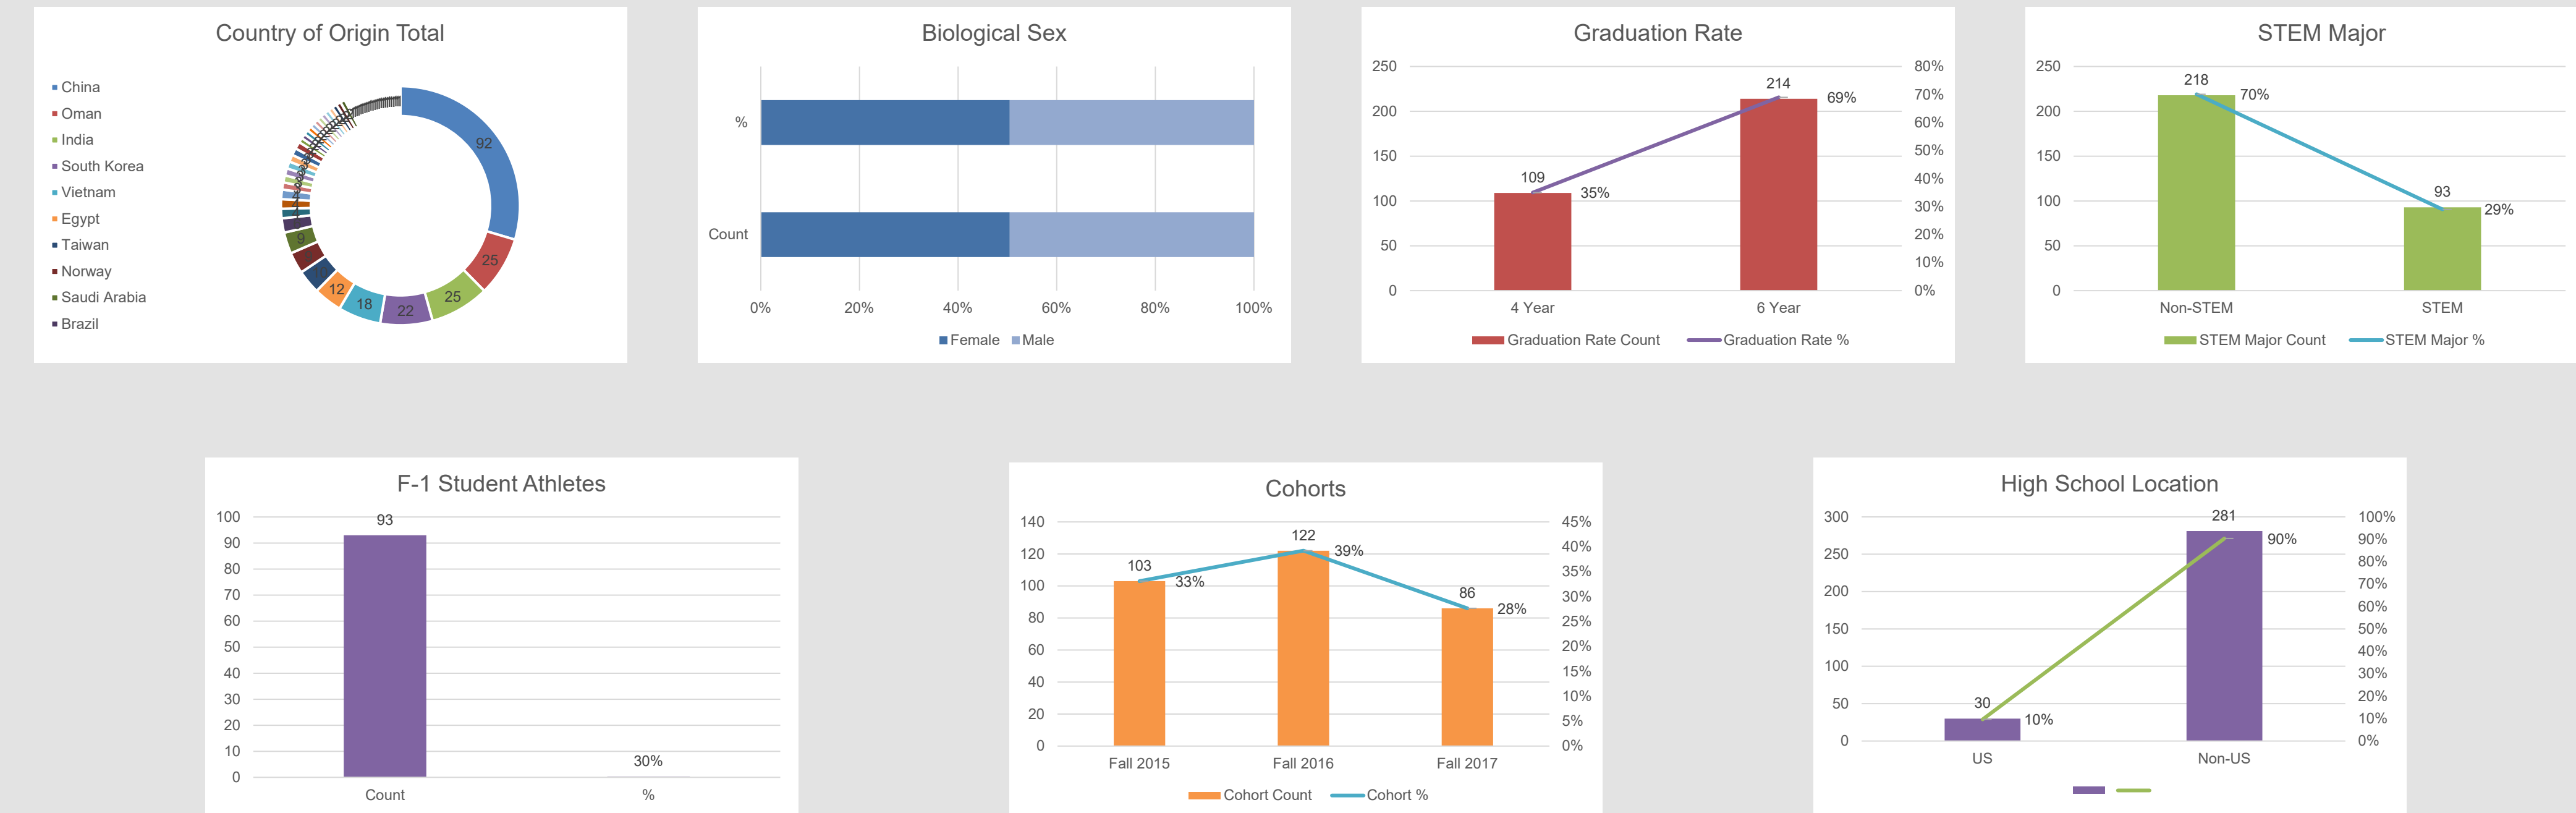 Country of Origin Total
China
Oman
India
South Korea
Vietnam
Egypt
Taiwan
Norway
Saudi Arabia
Brazil
92
25
25
22
18
12
9
4
Biological Sex
%
Count
0% 20% 40% 60% 80% 100%
Female Male
Graduation Rate
250 80%
200 70%
150 60%
100 50%
50 40%
0 30%
20%
10%
0%
109 35%
214 69%
4 Year 6 Year
Graduation Rate Count Graduation Rate %
STEM Major
250
200
150
100
50
0
218 70%
93 29%
Non-STEM STEM
STEM Major Count STEM Major %
F-1 Student Athletes
100
90
80
70
60
50
40
30
20
10
0
93
30%
Count %
Cohorts
140 45%
120 40%
100 35%
80 30%
60 25%
40 20%
20 15%
0 10%
5%
0%
103 33%
122 39%
86 28%
Fall 2015 Fall 2016 Fall 2017
Cohort Count Cohort %
High School Location
300 100%
250 90%
200 80%
150 70%
100 60%
50 50%
0 40%
30%
20%
10%
0%
30 10%
281 90%
US Non-US